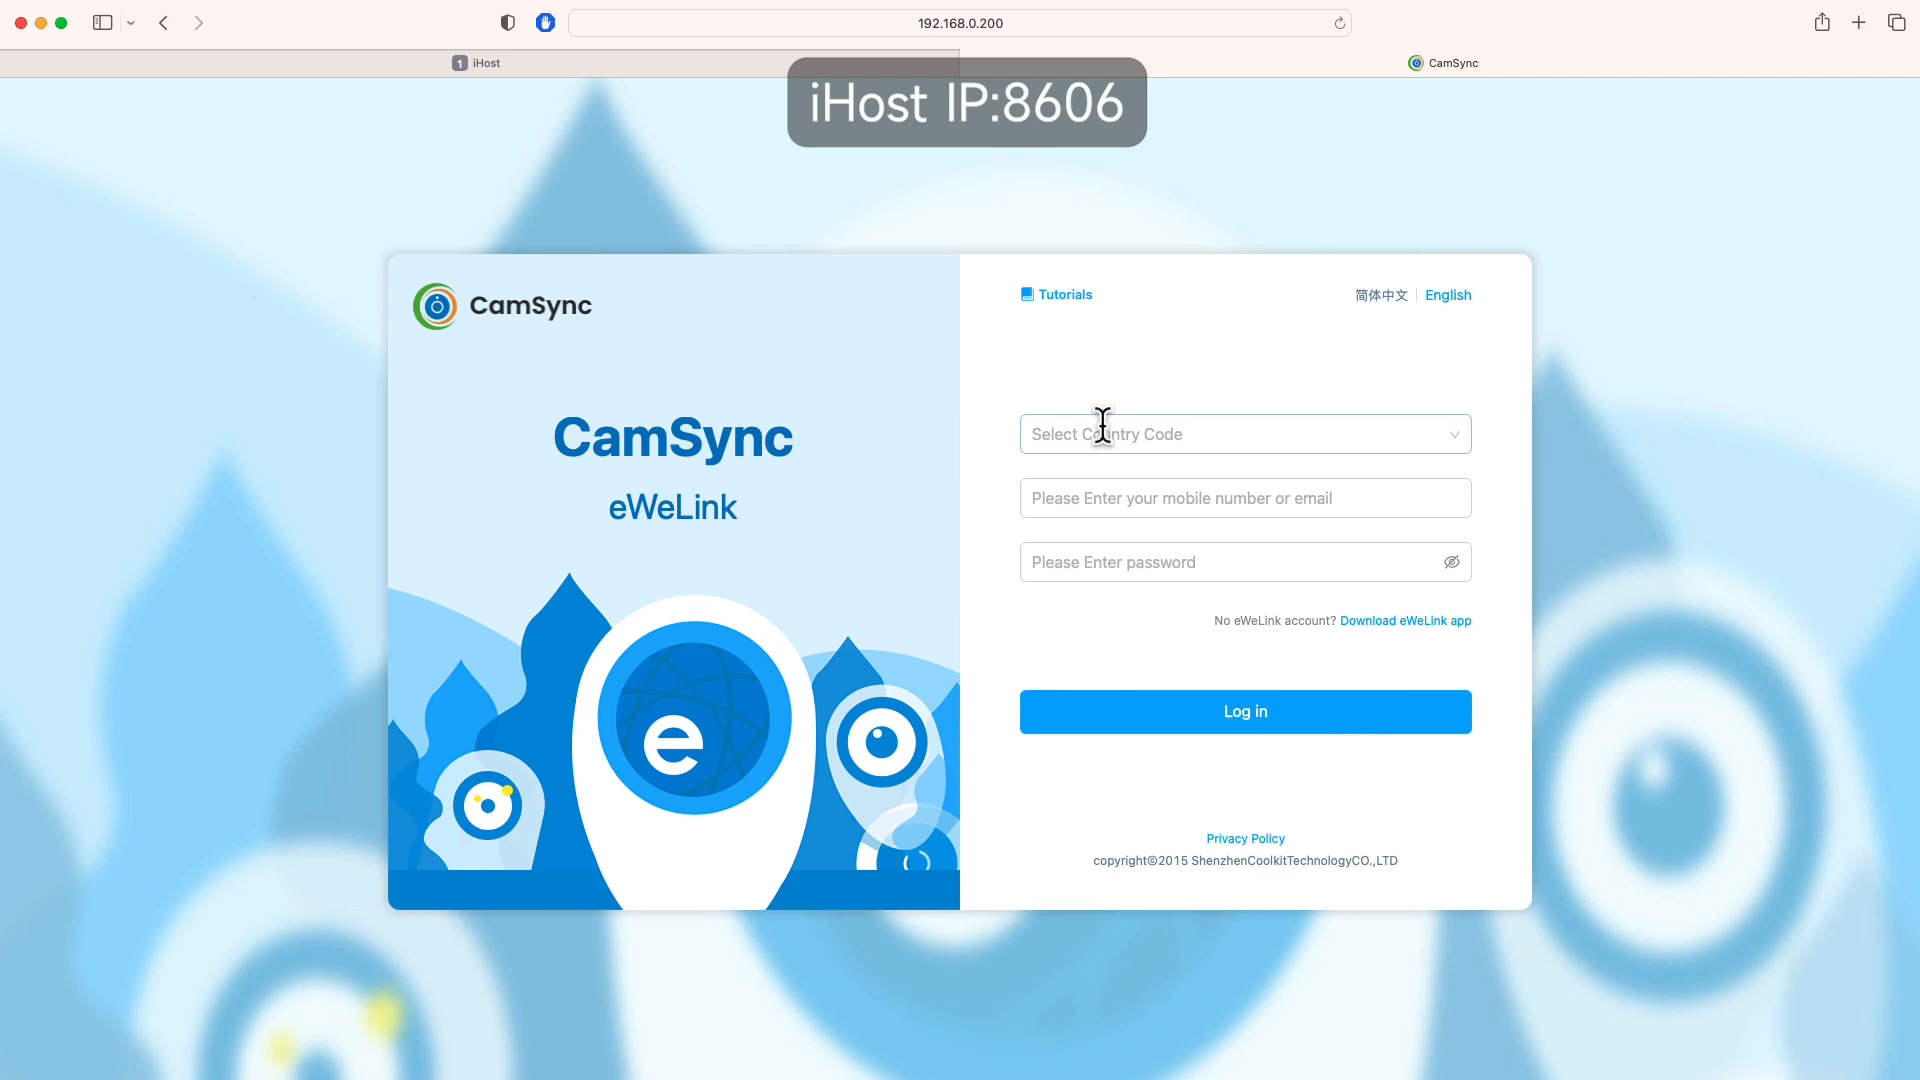 192.168.0.200
1 iHost
CamSync
iHost IP:8606
CamSync
Tutorials
简体中文 English
CamSync
eWeLink
Select Country Code
Please Enter your mobile number or email
Please Enter password
No eWeLink account? Download eWeLink app
e
Log in
Privacy Policy
copyright©2015 ShenzhenCoolkitTechnologyCO.,LTD